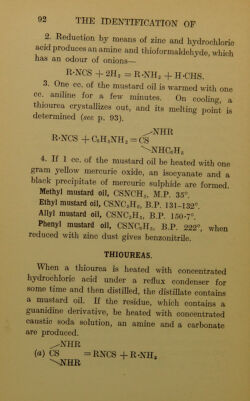 92 THE IDENTIFICATION OF
2. Reduction by means of zinc and hydrochloric
acid produces an amine and thioformaldehyde, which
has an odour of onions—
R·NCS + 2H₂ = R·NH₂ + H·CHS.
3. One cc. of the mustard oil is warmed with one
cc. aniline for a few minutes. On cooling, a
thiourea crystallizes out, and its melting point is
determined (see p. 93).
NHR
R·NCS + C₆H₅NH₂ = CS
NHC₆H₅
4. If 1 cc. of the mustard oil be heated with one
gram yellow mercuric oxide, an isocyanate and a
black precipitate of mercuric sulphide are formed.
Methyl mustard oil, CSNCH₃, M.P. 35°.
Ethyl mustard oil, CSNC₂H₅, B.P. 131–132°.
Allyl mustard oil, CSNC₃H₅, B.P. 150·7°.
Phenyl mustard oil, CSNC₆H₅, B.P. 222°, when
reduced with zinc dust gives benzonitrile.
THIOUREAS.
When a thiourea is heated with concentrated
hydrochloric acid under a reflux condenser for
some time and then distilled, the distillate contains
a mustard oil. If the residue, which contains a
guanidine derivative, be heated with concentrated
caustic soda solution, an amine and a carbonate
are produced.
NHR
(a) CS = RNCS + R·NH₂
NHR